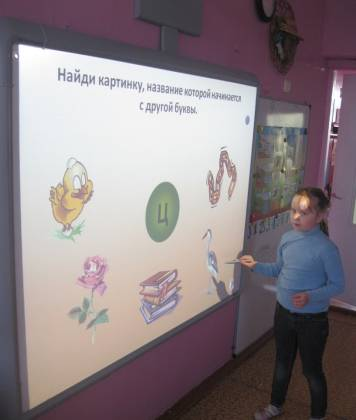 Найди картинку, название которой начинается
с другой буквы.
ц